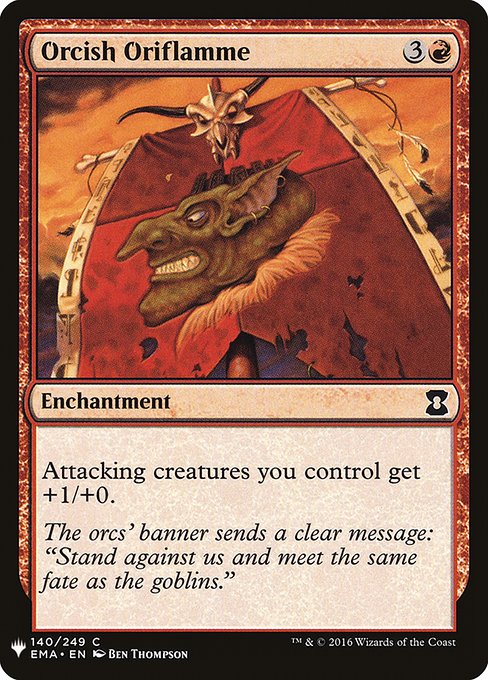 Orcish Oriflamme 3
Enchantment
Attacking creatures you control get
+1/+0.
The orcs’ banner sends a clear message:
“Stand against us and meet the same
fate as the goblins.”
140/249 C
EMA • EN Ben Thompson
™ & © 2016 Wizards of the Coast